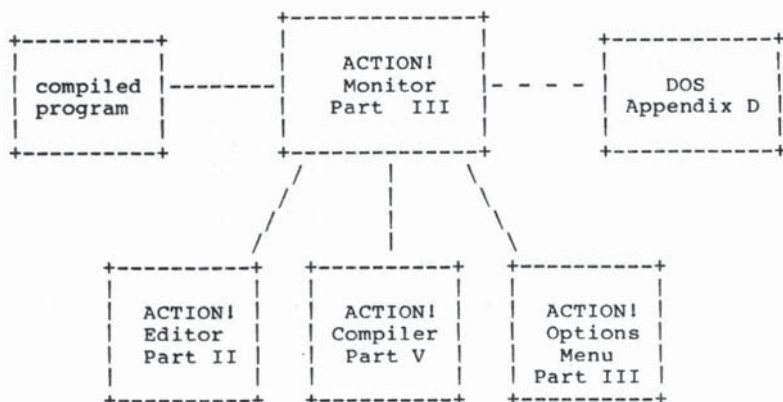 compiled
program
ACTION!
Monitor
Part III
DOS
Appendix D
ACTION!
Editor
Part II
ACTION!
Compiler
Part V
ACTION!
Options
Menu
Part III